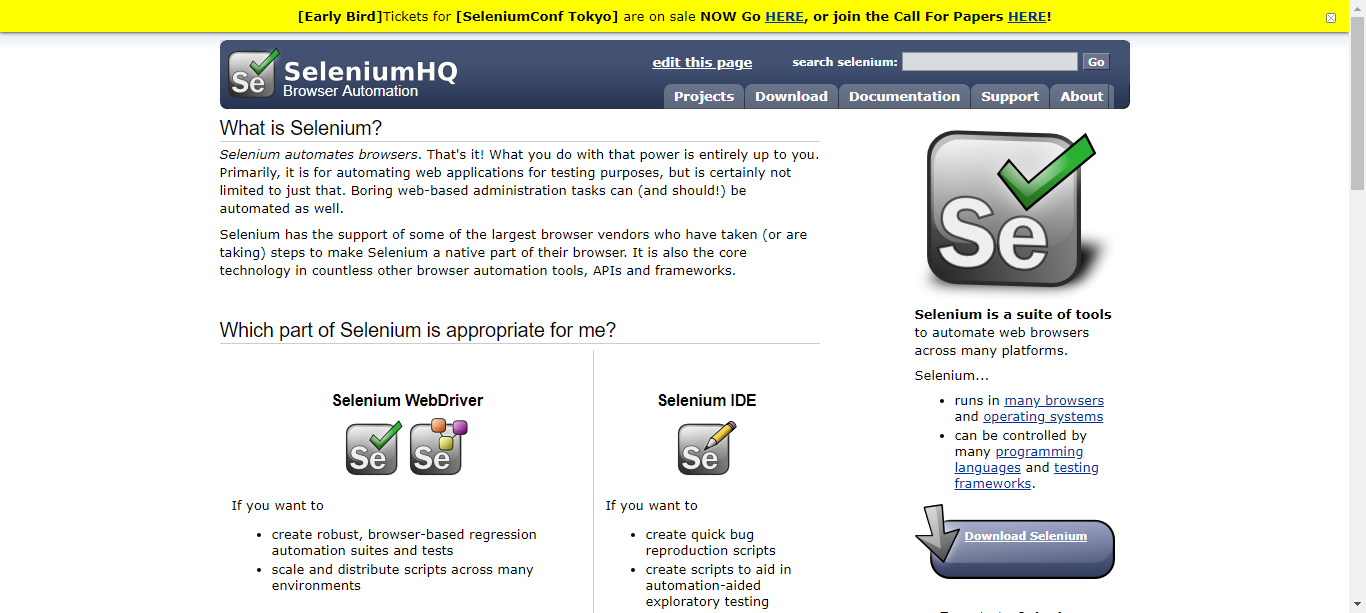 [Early Bird]Tickets for [SeleniumConf Tokyo] are on sale NOW Go HERE, or join the Call For Papers HERE!
Se
SeleniumHQ
Browser Automation
edit this page
search selenium:
Go
Projects
Download
Documentation
Support
About
What is Selenium?
Selenium automates browsers. That's it! What you do with that power is entirely up to you.
Primarily, it is for automating web applications for testing purposes, but is certainly not
limited to just that. Boring web-based administration tasks can (and should!) be
automated as well.
Selenium has the support of some of the largest browser vendors who have taken (or are
taking) steps to make Selenium a native part of their browser. It is also the core
technology in countless other browser automation tools, APIs and frameworks.
Which part of Selenium is appropriate for me?
Selenium WebDriver
Se
Se
If you want to
create robust, browser-based regression
automation suites and tests
scale and distribute scripts across many
environments
Selenium IDE
Se
If you want to
create quick bug
reproduction scripts
create scripts to aid in
automation-aided
exploratory testing
Se
Selenium is a suite of tools
to automate web browsers
across many platforms.
Selenium...
runs in many browsers
and operating systems
can be controlled by
many programming
languages and testing
frameworks.
Download Selenium